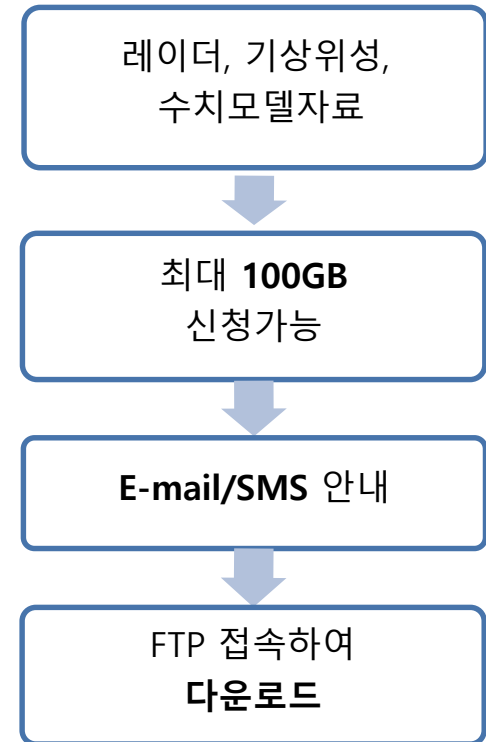 레이더, 기상위성,
수치모델자료
최대 100GB
신청가능
E-mail/SMS 안내
FTP 접속하여
다운로드